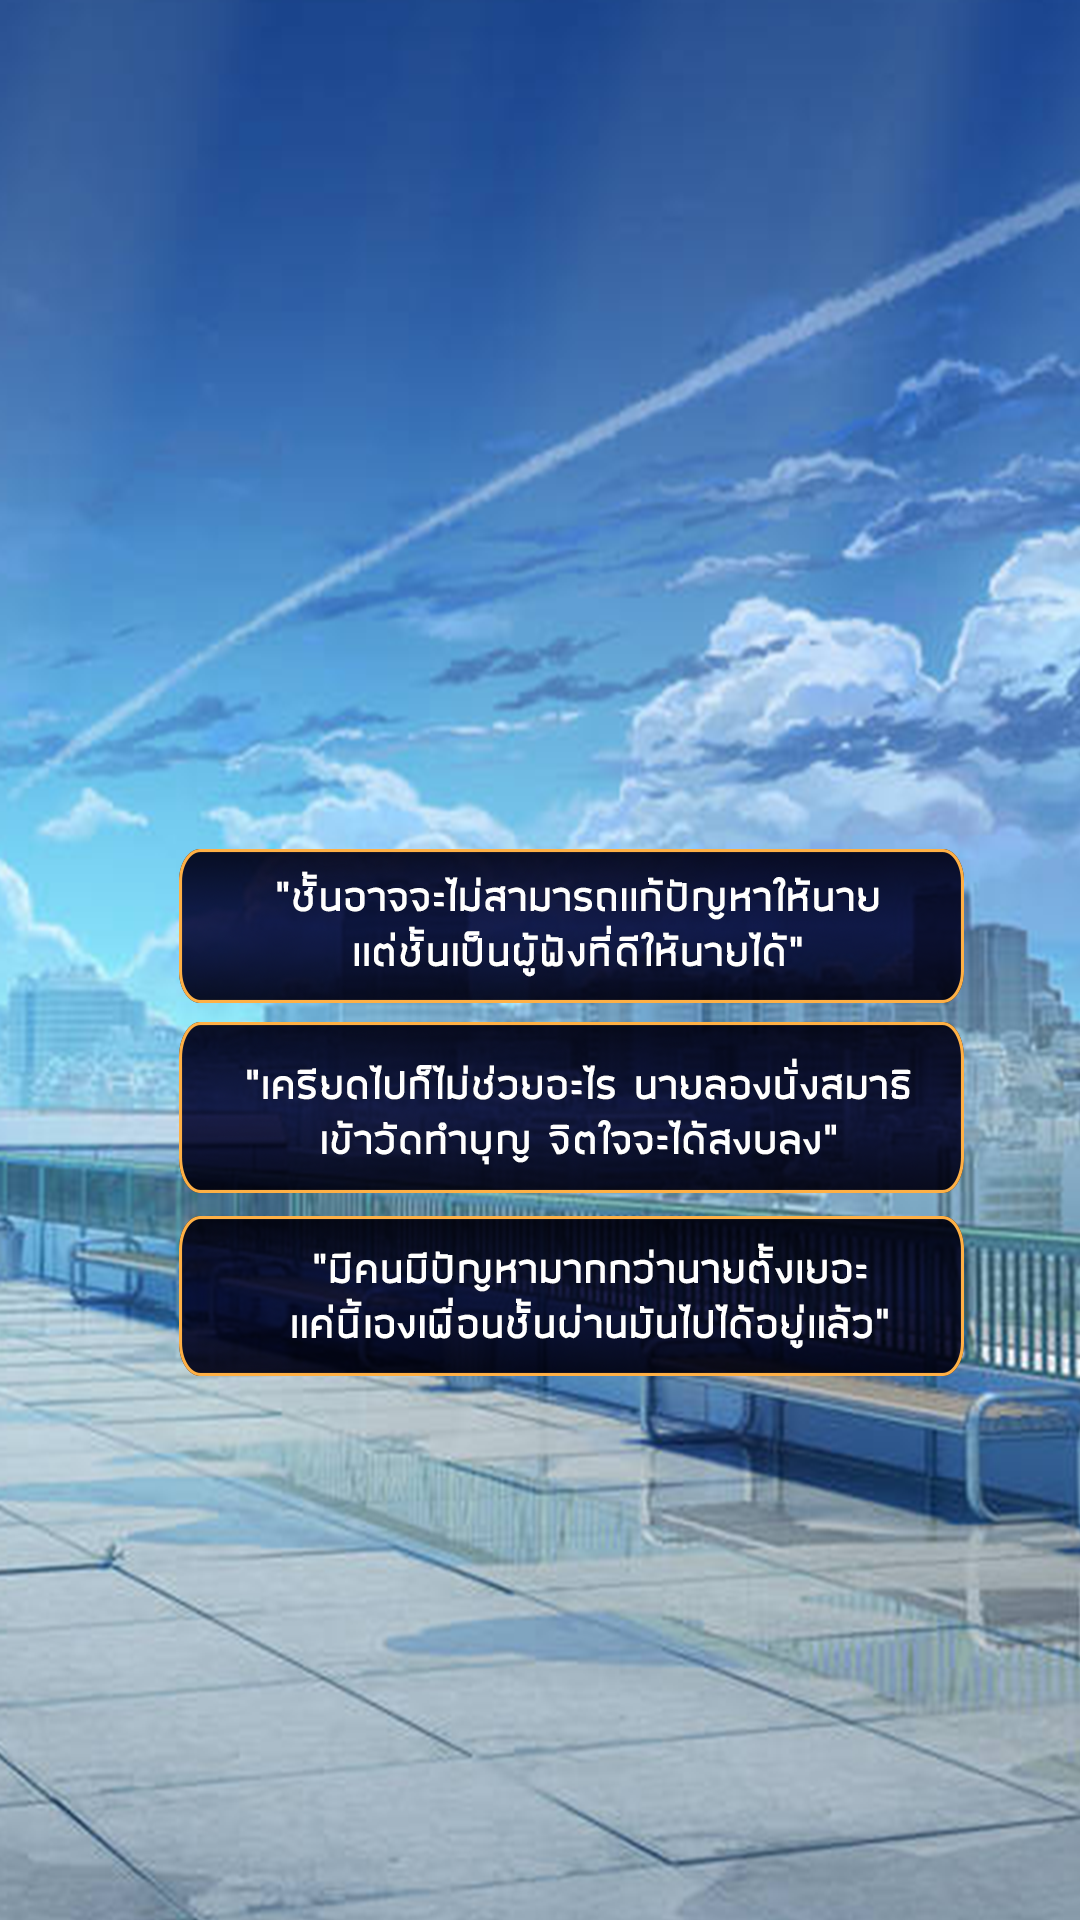 "ชั้นอาจจะไม่สามารถแก้ปัญหาให้นาย
แต่ชั้นเป็นผู้ฟังที่ดีให้นายได้"
"เครียดไปก็ไม่ช่วยอะไร นายลองนั่งสมาธิ
เข้าวัดทำบุญ จิตใจจะได้สงบลง"
"มีคนมีปัญหามากกว่านายตั้งเยอะ
แค่นี้เองเพื่อนชั้นผ่านมันไปได้อยู่แล้ว"